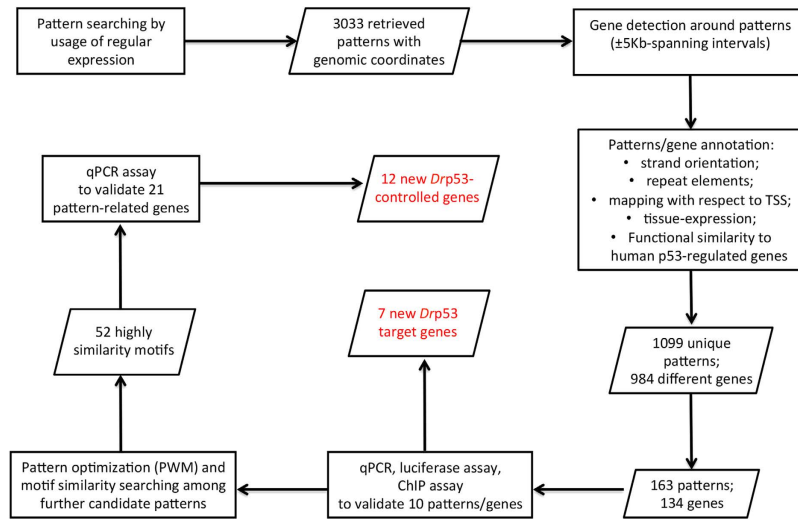 Pattern searching by
usage of regular
expression
3033 retrieved
patterns with
genomic coordinates
Gene detection around patterns
(±5Kb-spanning intervals)
Patterns/gene annotation:
• strand orientation;
• repeat elements;
• mapping with respect to TSS;
• tissue-expression;
• Functional similarity to
human p53-regulated genes
1099 unique
patterns;
984 different genes
163 patterns;
134 genes
qPCR, luciferase assay,
ChIP assay
to validate 10 patterns/genes
7 new Drp53
target genes
Pattern optimization (PWM) and
motif similarity searching among
further candidate patterns
52 highly
similarity motifs
qPCR assay
to validate 21
pattern-related genes
12 new Drp53-
controlled genes